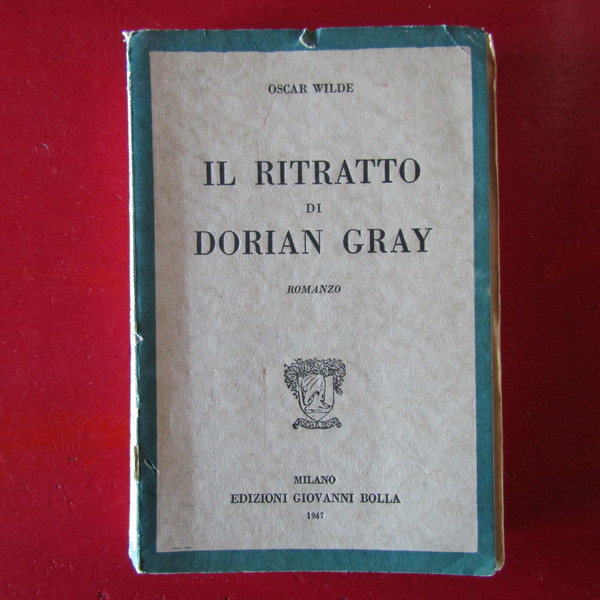 OSCAR WILDE
IL RITRATTO
DI
DORIAN GRAY
ROMANZO
MILANO
EDIZIONI GIOVANNI BOLLA
1947